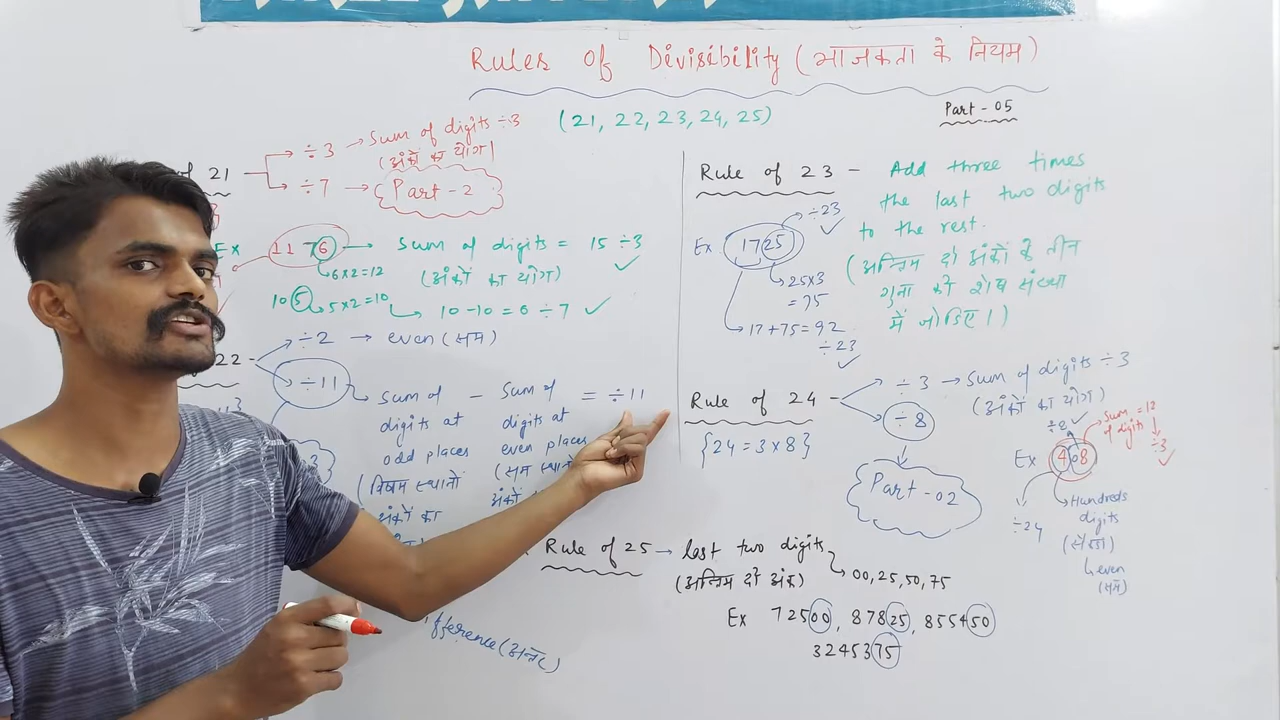 Rules Of Divisibility (भाजकता के नियम)
Part - 05
(21, 22, 23, 24, 25)
of 21
÷3 → Sum of digits ÷3
(अंकों का योग)
÷7 → Part-2
Ex 1176 → Sum of digits = 15 ÷3 ✓
6×2=12 (अंकों का योग)
105 → 5×2=10 → 10-10=0 ÷7 ✓
22
÷2 → even (सम)
÷11
Sum of - Sum of = ÷11
digits at digits at
odd places even places
(विषम स्थानों (सम स्थानों
अंकों का
fference (अन्तर)
Rule of 23 - Add three times
the last two digits
to the rest.
(अन्तिम दो अंकों के तीन
गुना को शेष संख्या
में जोडिए।)
Ex 1725 ÷23 ✓
25×3
= 75
17+75=92
÷23 ✓
Rule of 24 -
{24 = 3×8}
÷3 → Sum of digits ÷3
(अंकों का योग)
÷8
Part-02
÷8 ✓
Sum = 12
of digits ÷3 ✓
Ex 408
÷24
Hundreds
digits
(सैकडा)
even
(सम)
Rule of 25 → last two digits
(अन्तिम दो अंक) 00, 25, 50, 75
Ex 72500, 87825, 855450
3245375